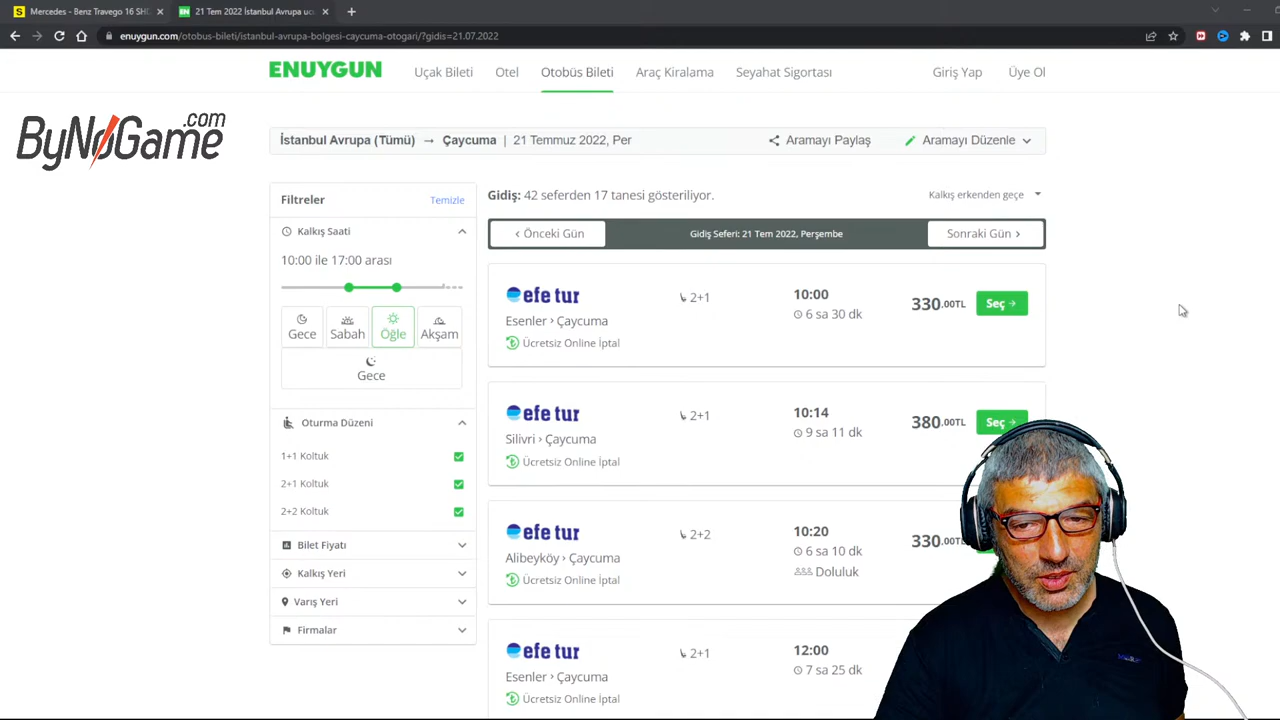 Mercedes - Benz Travego 16 SHD
21 Tem 2022 İstanbul Avrupa uc
enuygun.com/otobus-bileti/istanbul-avrupa-bolgesi-caycuma-otogari/?gidis=21.07.2022
ENUYGUN
Uçak Bileti
Otel
Otobüs Bileti
Araç Kiralama
Seyahat Sigortası
Giriş Yap
Üye Ol
ByNoGame.com
İstanbul Avrupa (Tümü) → Çaycuma | 21 Temmuz 2022, Per
Aramayı Paylaş
Aramayı Düzenle
Filtreler
Temizle
Kalkış Saati
10:00 ile 17:00 arası
Gece
Sabah
Öğle
Akşam
Gece
Oturma Düzeni
1+1 Koltuk
2+1 Koltuk
2+2 Koltuk
Bilet Fiyatı
Kalkış Yeri
Varış Yeri
Firmalar
Gidiş: 42 seferden 17 tanesi gösteriliyor.
Kalkış erkenden geçe
‹ Önceki Gün
Gidiş Seferi: 21 Tem 2022, Perşembe
Sonraki Gün ›
efe tur
2+1
10:00
330.00TL
Seç →
Esenler › Çaycuma
6 sa 30 dk
Ücretsiz Online İptal
efe tur
2+1
10:14
380.00TL
Seç →
Silivri › Çaycuma
9 sa 11 dk
Ücretsiz Online İptal
efe tur
2+2
10:20
330.00TL
Alibeyköy › Çaycuma
6 sa 10 dk
Ücretsiz Online İptal
Doluluk
efe tur
2+1
12:00
Esenler › Çaycuma
7 sa 25 dk
Ücretsiz Online İptal